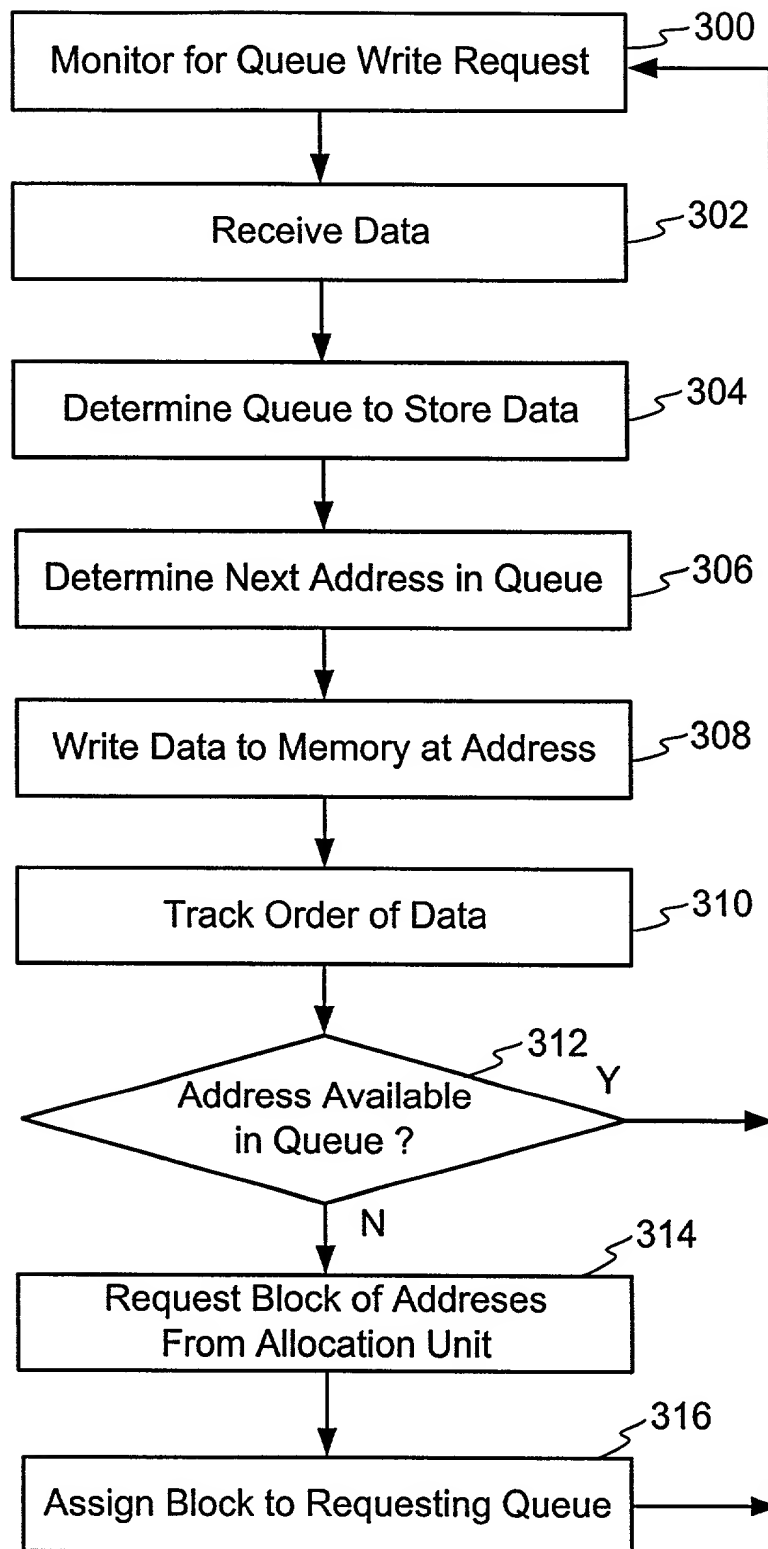 300
Monitor for Queue Write Request
302
Receive Data
304
Determine Queue to Store Data
306
Determine Next Address in Queue
308
Write Data to Memory at Address
310
Track Order of Data
312
Address Available
in Queue ?
Y
N
314
Request Block of Addreses
From Allocation Unit
316
Assign Block to Requesting Queue